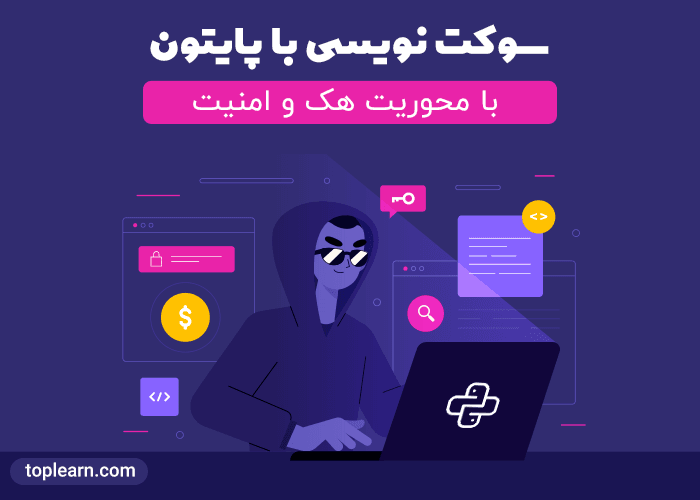 سوکت نویسی با پایتون
با محوریت هک و امنیت
<>
$
</>
toplearn.com